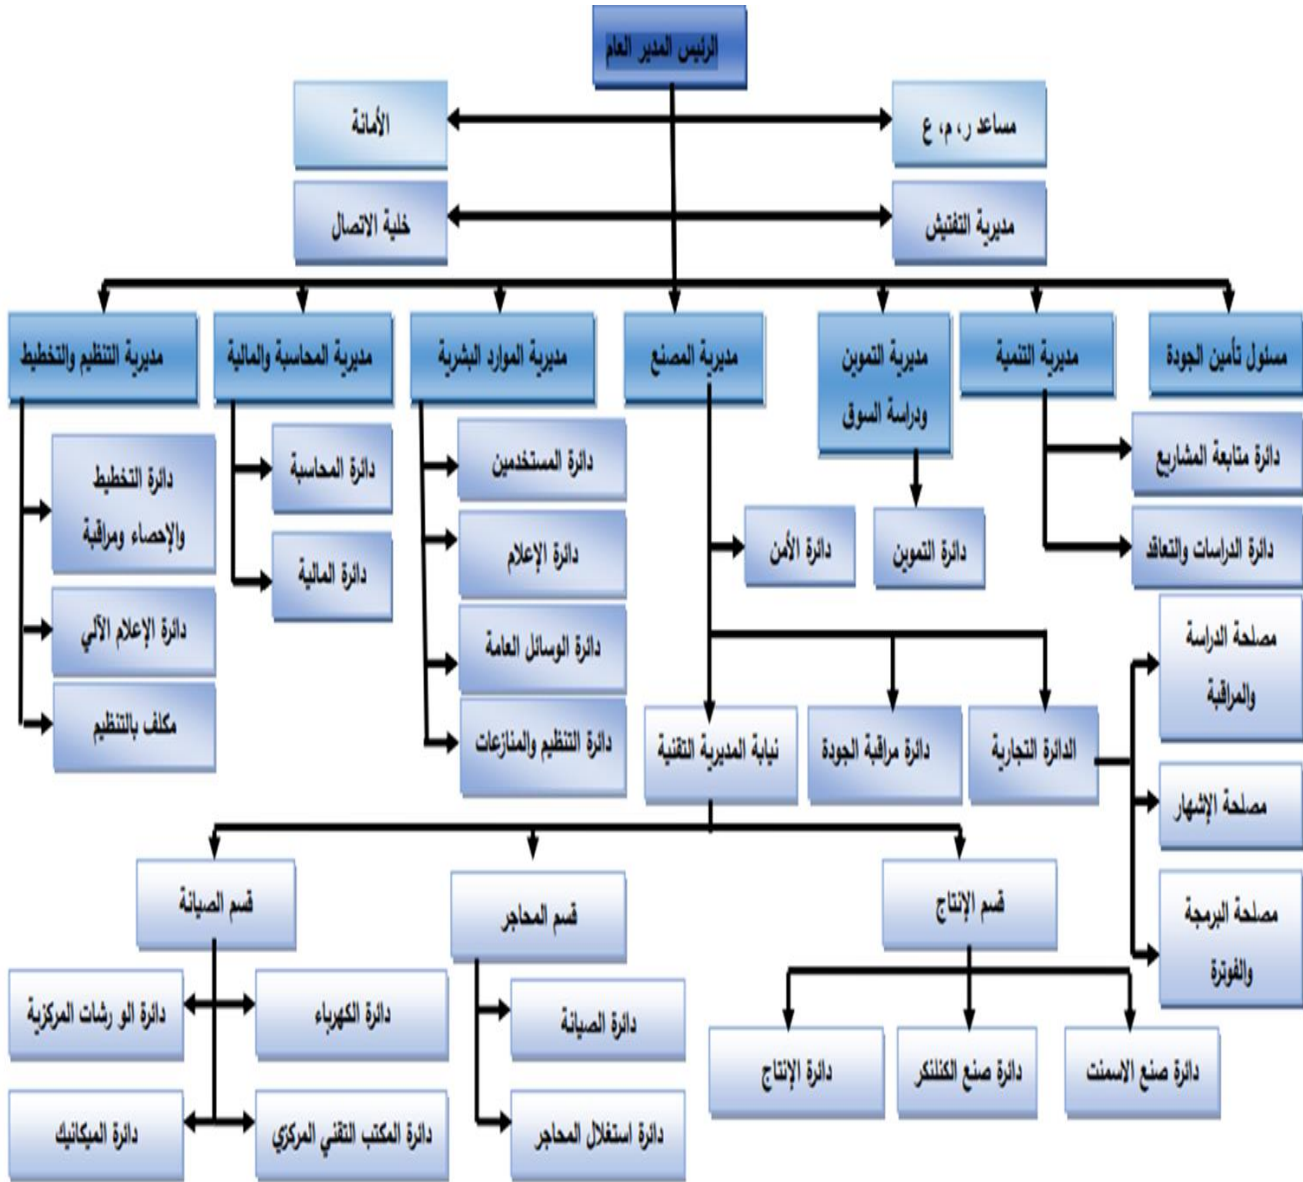 الرئيس المدير العام
مساعد ر، م، ع
الأمانة
مديرية التفتيش
خلية الاتصال
مسئول تأمين الجودة
مديرية التنمية
مديرية التموين
ودراسة السوق
مديرية المصنع
مديرية الموارد البشرية
مديرية المحاسبة والمالية
مديرية التنظيم والتخطيط
دائرة متابعة المشاريع
دائرة الدراسات والتعاقد
دائرة التموين
دائرة الأمن
دائرة المستخدمين
دائرة الإعلام
دائرة الوسائل العامة
دائرة التنظيم والمنازعات
دائرة المحاسبة
دائرة المالية
دائرة التخطيط
والإحصاء ومراقبة
دائرة الإعلام الآلي
مكلف بالتنظيم
الدائرة التجارية
دائرة مراقبة الجودة
نيابة المديرية التقنية
مصلحة الدراسة
والمراقبة
مصلحة الإشهار
مصلحة البرمجة
والفوترة
قسم الإنتاج
قسم المحاجر
قسم الصيانة
دائرة صنع الاسمنت
دائرة صنع الكنلنكر
دائرة الإنتاج
دائرة الصيانة
دائرة استغلال المحاجر
دائرة الكهرباء
دائرة الو رشات المركزية
دائرة المكتب التقني المركزي
دائرة الميكانيك